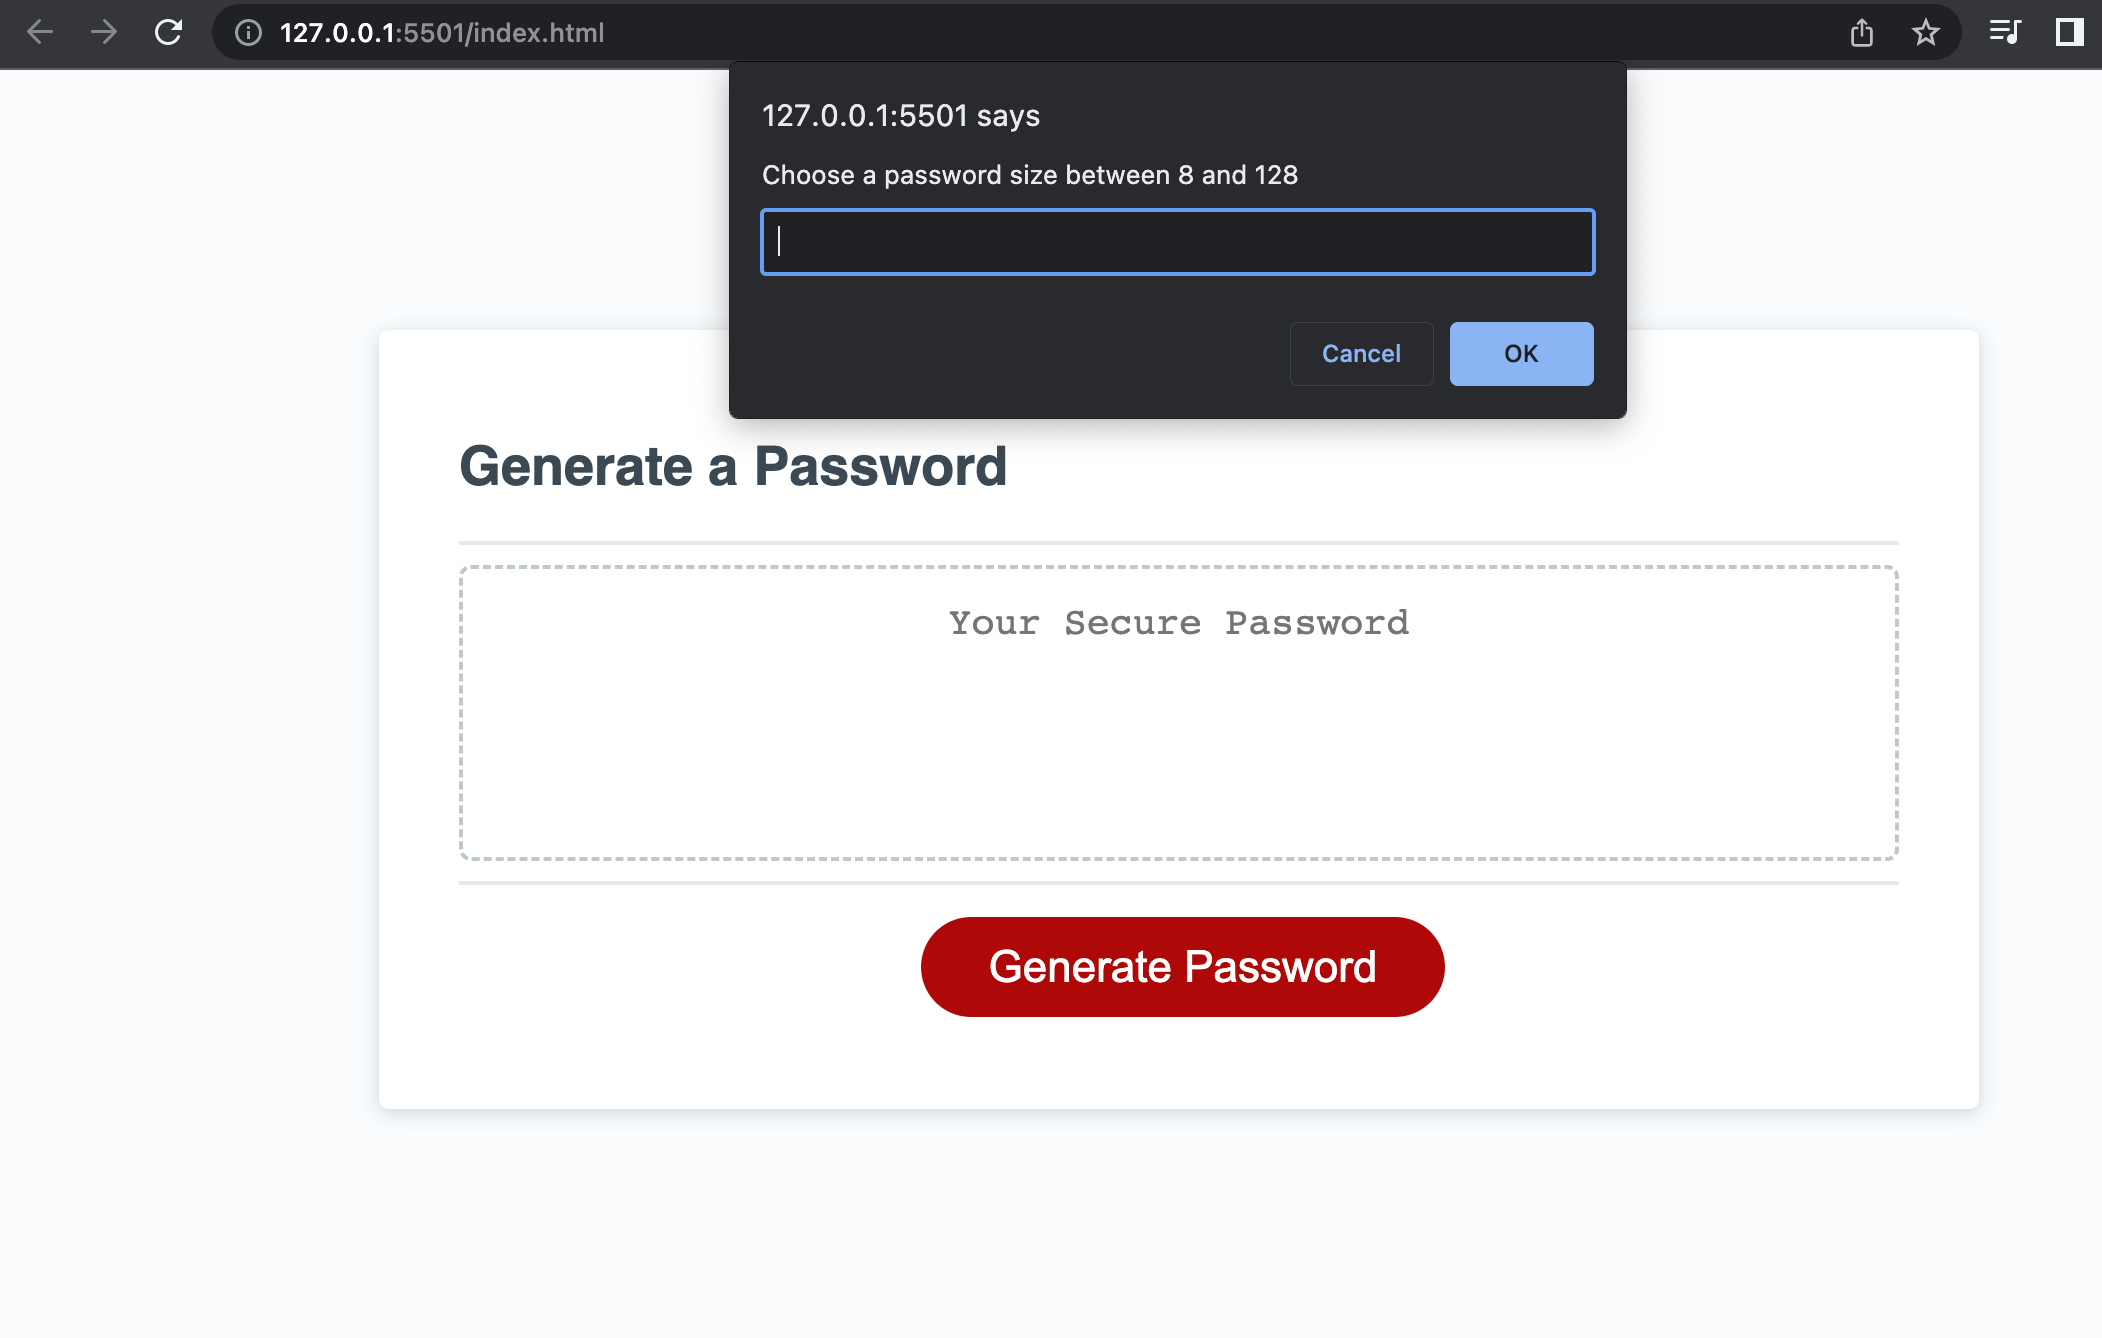 127.0.0.1:5501/index.html
127.0.0.1:5501 says
Choose a password size between 8 and 128
Cancel
OK
Generate a Password
Your Secure Password
Generate Password